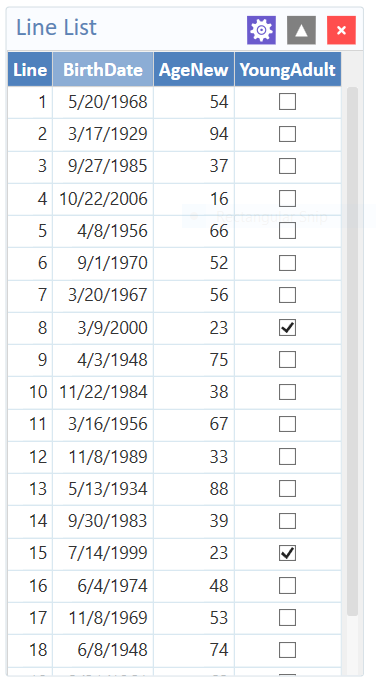 Line List
Line BirthDate AgeNew YoungAdult
1 5/20/1968 54
2 3/17/1929 94
3 9/27/1985 37
4 10/22/2006 16
Rectangular Snip
5 4/8/1956 66
6 9/1/1970 52
7 3/20/1967 56
8 3/9/2000 23
9 4/3/1948 75
10 11/22/1984 38
11 3/16/1956 67
12 11/8/1989 33
13 5/13/1934 88
14 9/30/1983 39
15 7/14/1999 23
16 6/4/1974 48
17 11/8/1969 53
18 6/8/1948 74